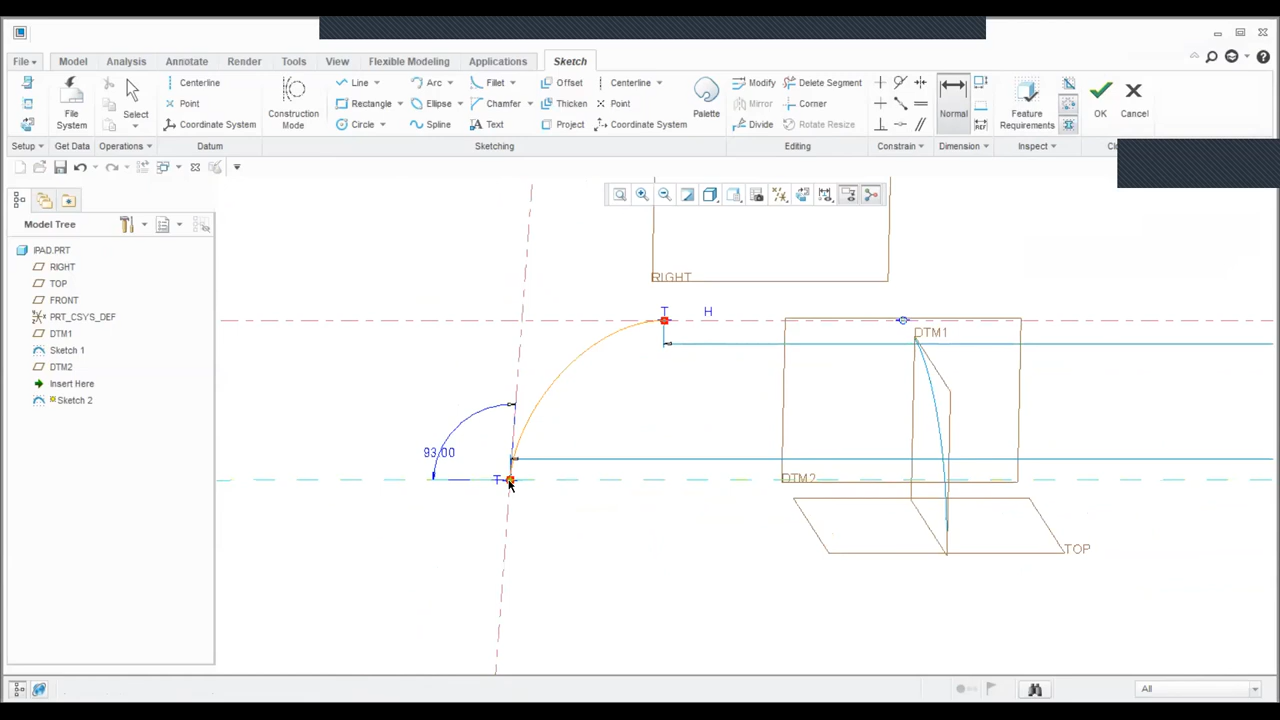 File Model Analysis Annotate Render Tools View Flexible Modeling Applications Sketch
Centerline Line Arc Fillet Offset Centerline Modify Delete Segment
File System Select Point Construction Mode Rectangle Ellipse Chamfer Thicken Point Palette Mirror Corner Normal Feature Requirements OK Cancel
Coordinate System Circle Spline Text Project Coordinate System Divide Rotate Resize
Setup Get Data Operations Datum Sketching Editing Constrain Dimension Inspect
Model Tree
IPAD.PRT
RIGHT
TOP
FRONT
PRT_CSYS_DEF
DTM1
Sketch 1
DTM2
Insert Here
Sketch 2
RIGHT
T H
DTM1
93.00
T
DTM2
TOP
All